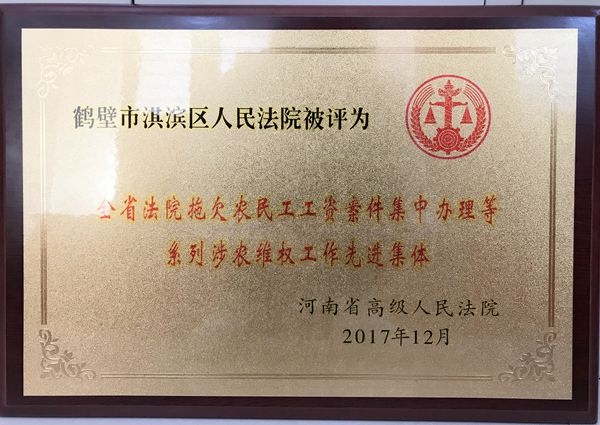 鹤壁市淇滨区人民法院被评为
全省法院拖欠农民工工资案件集中办理等
系列涉农维权工作先进集体
河南省高级人民法院
2017年12月